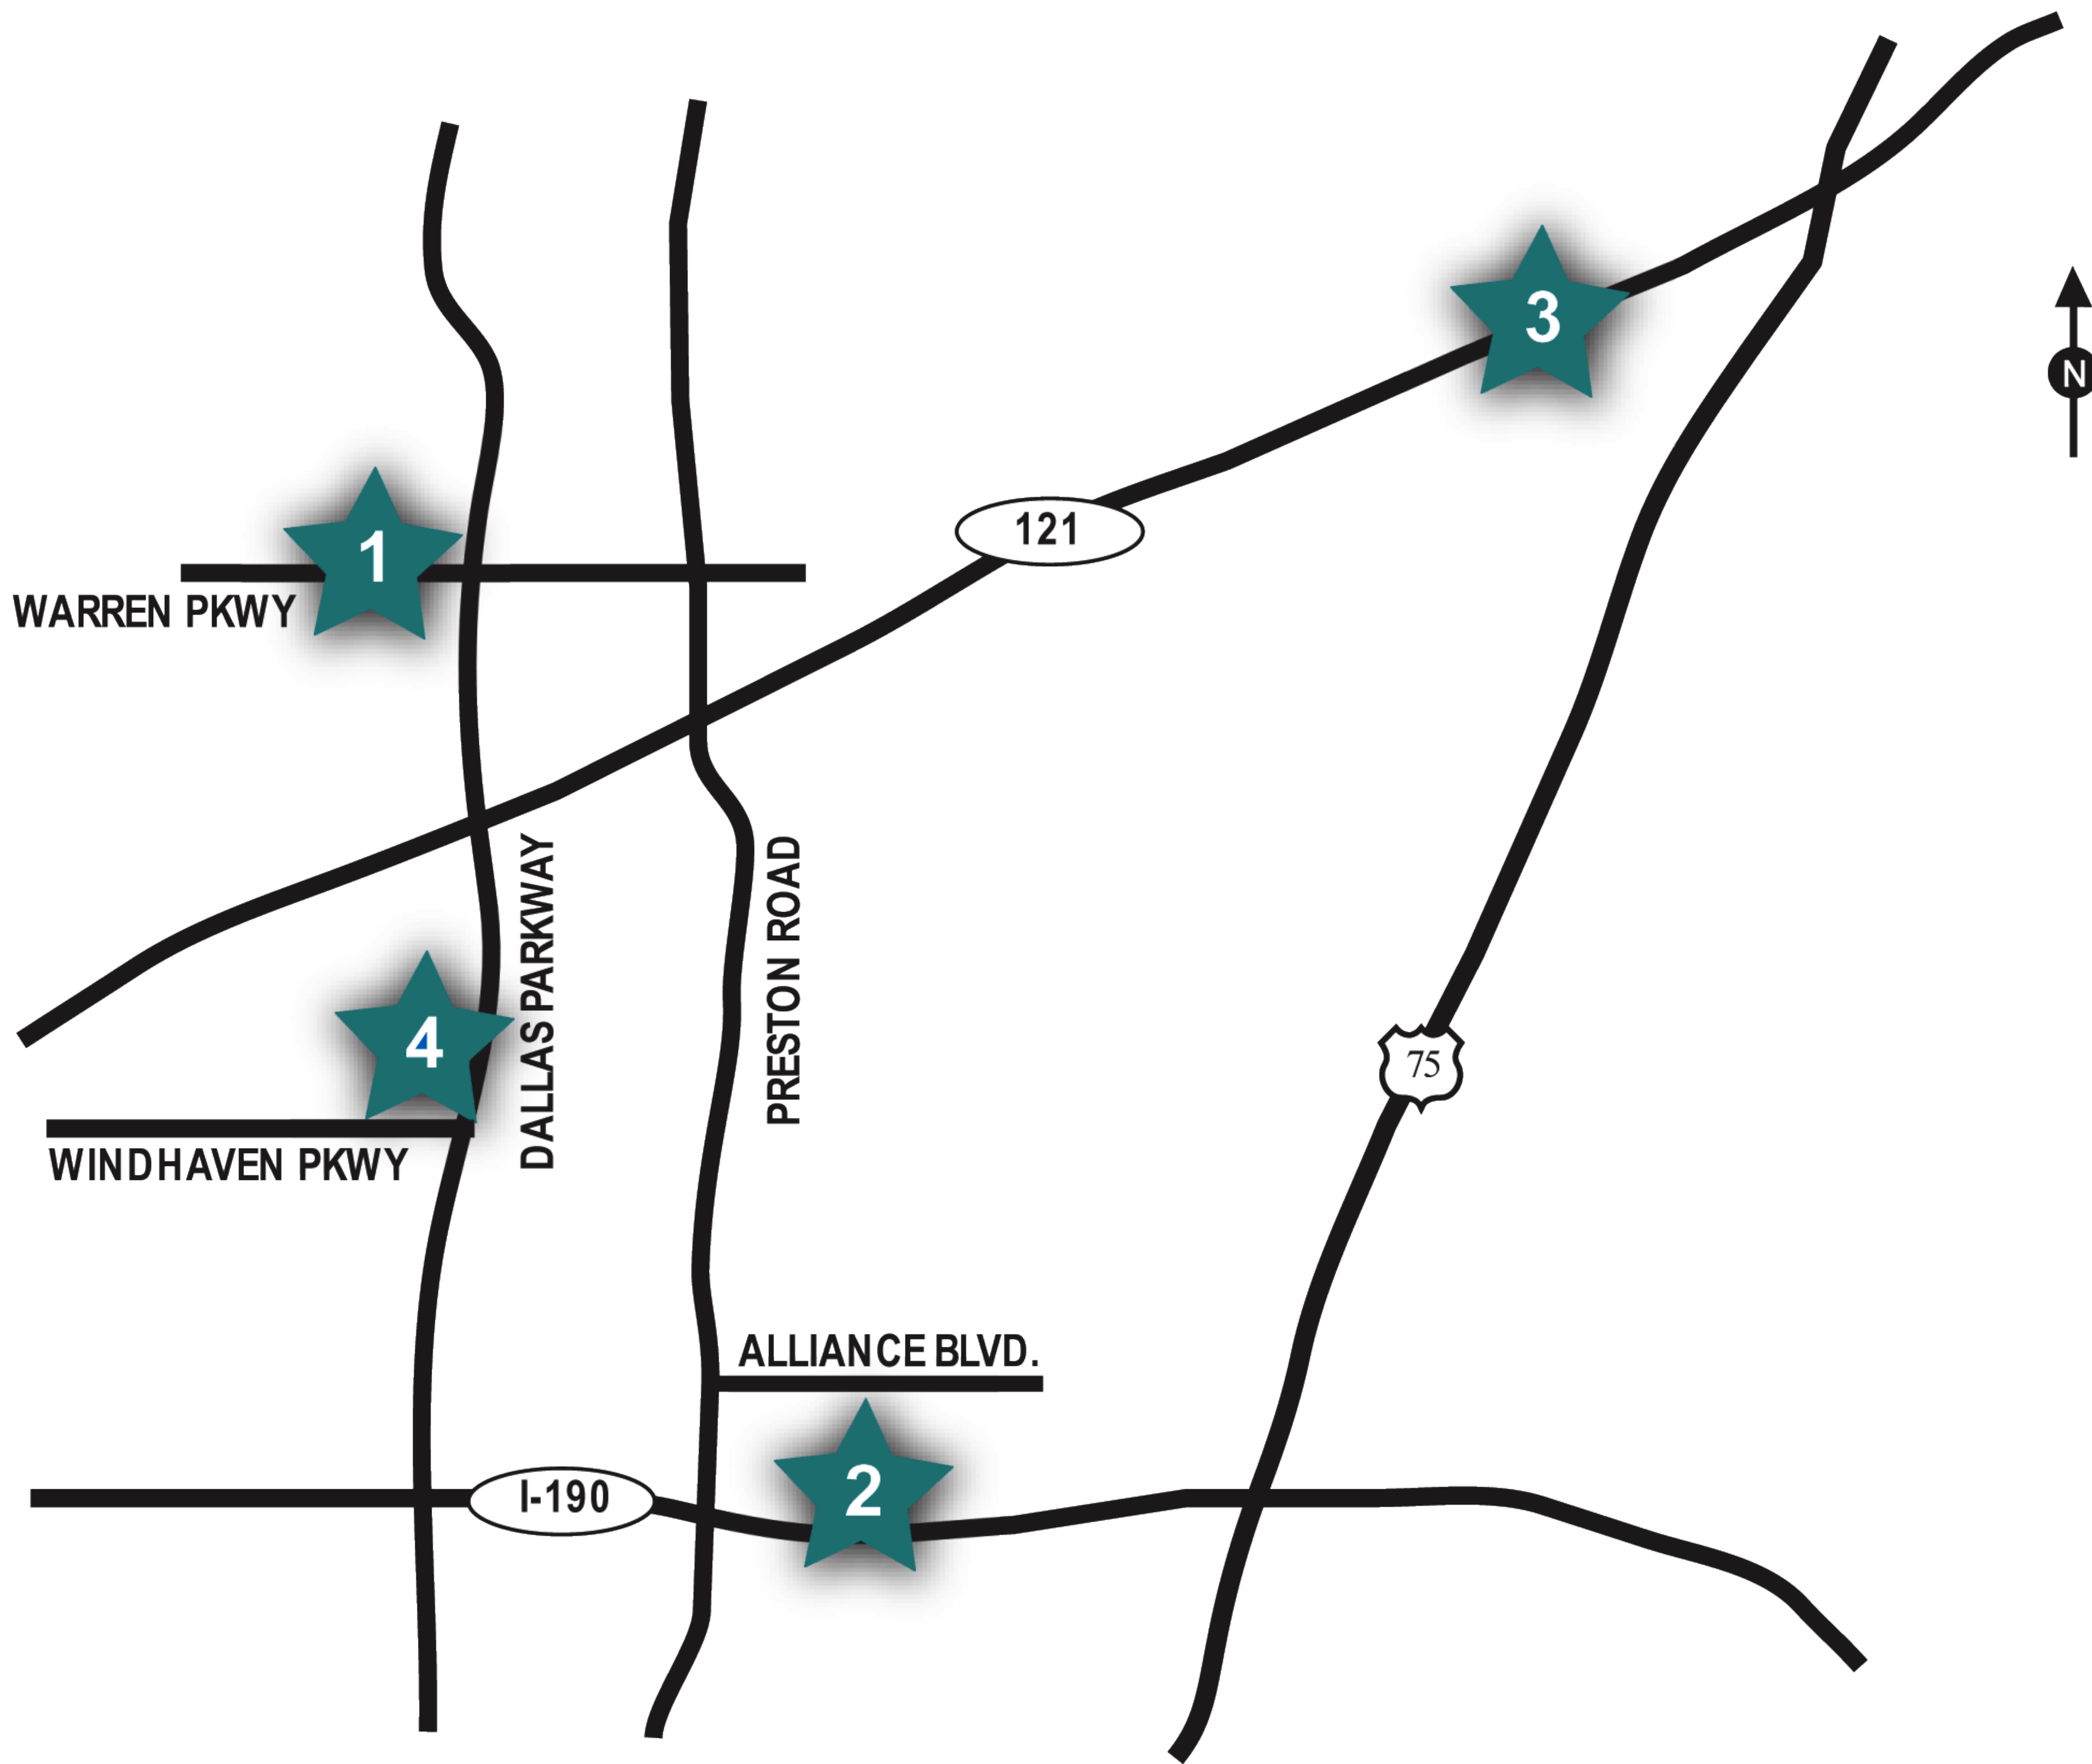 3
N
1
121
WARREN PKWY
DALLAS PARKWAY
PRESTON ROAD
4
75
WINDHAVEN PKWY
ALLIANCE BLVD.
2
I-190